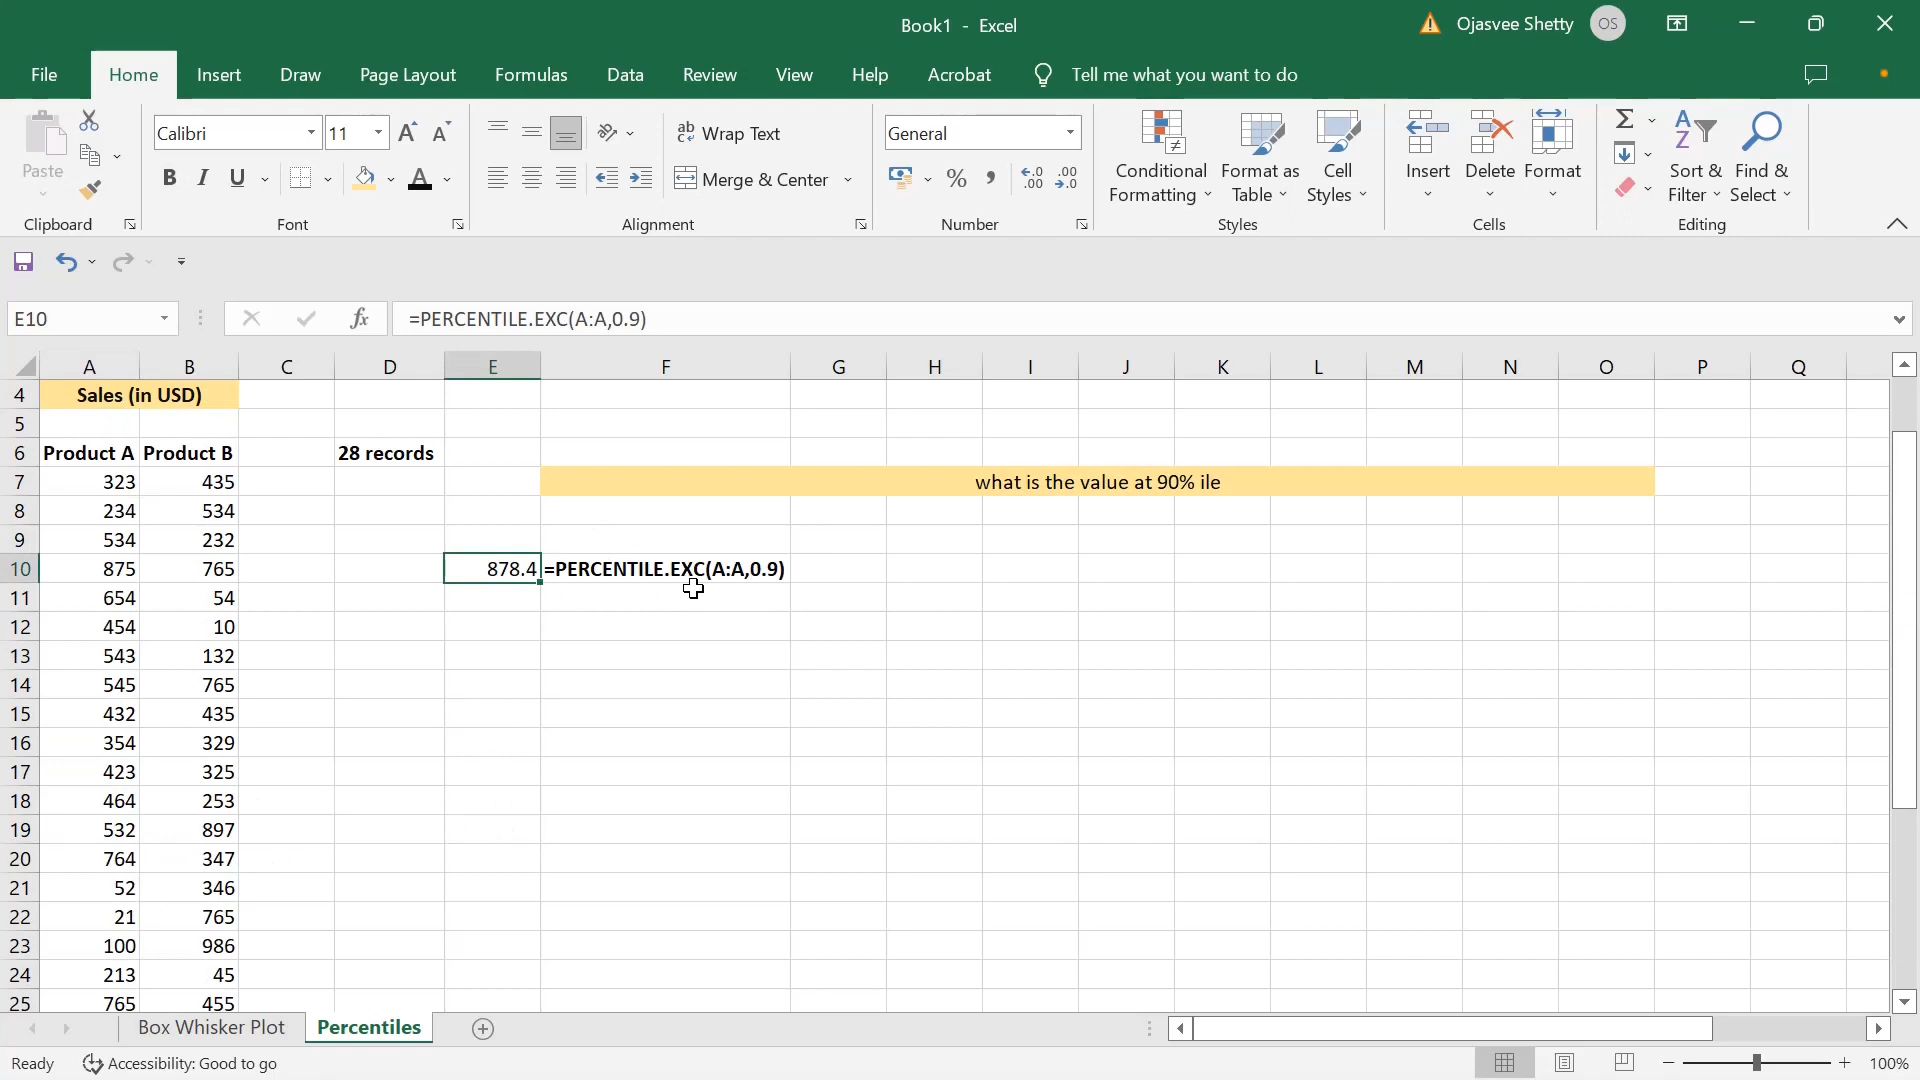 Book1 - Excel
Ojasvee Shetty
OS
File Home Insert Draw Page Layout Formulas Data Review View Help Acrobat Tell me what you want to do
Paste
Clipboard
Calibri 11
B I U
Font
ab Wrap Text
Merge & Center
Alignment
General
% , .00 .00
Number
Conditional Formatting
Format as Table
Cell Styles
Styles
Insert Delete Format
Cells
Sort & Filter
Find & Select
Editing
E10 fx =PERCENTILE.EXC(A:A,0.9)
A B C D E F G H I J K L M N O P Q
4 Sales (in USD)
5
6 Product A Product B 28 records
7 323 435 what is the value at 90% ile
8 234 534
9 534 232
10 875 765 878.4 =PERCENTILE.EXC(A:A,0.9)
11 654 54
12 454 10
13 543 132
14 545 765
15 432 435
16 354 329
17 423 325
18 464 253
19 532 897
20 764 347
21 52 346
22 21 765
23 100 986
24 213 45
25 765 455
Box Whisker Plot Percentiles
Ready Accessibility: Good to go 100%